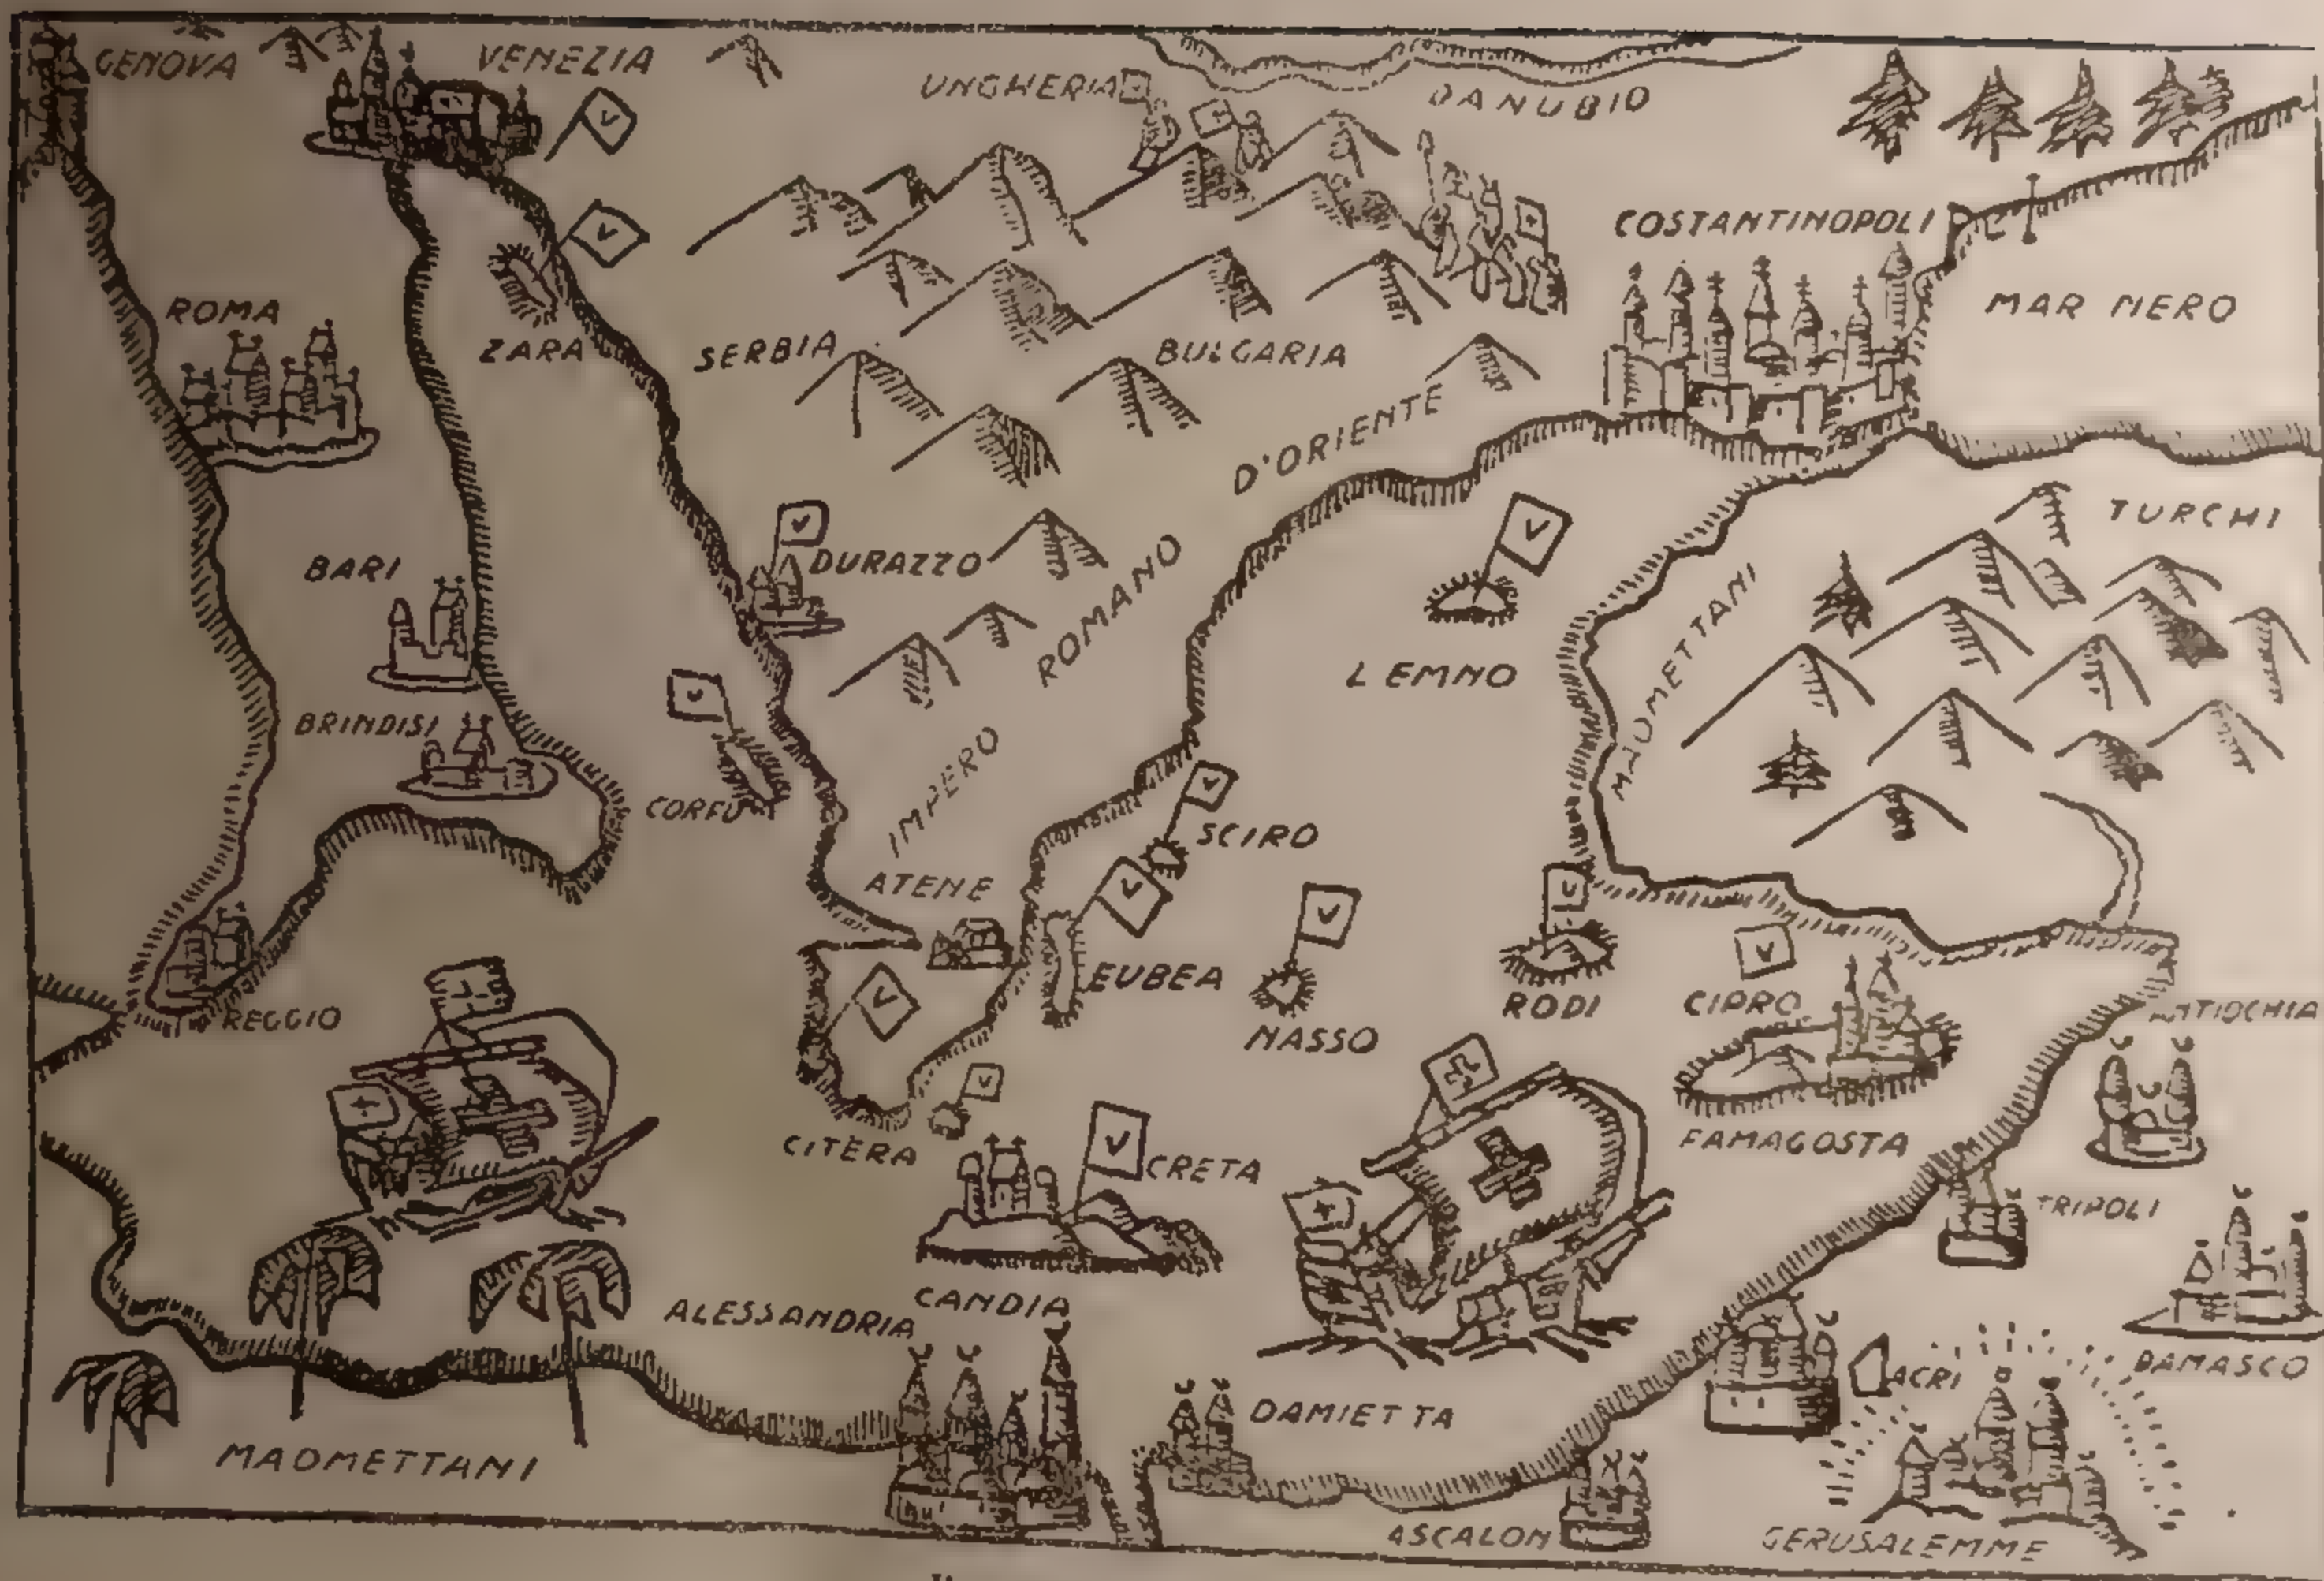 GENOVA
VENEZIA
UNGHERIA
DANUBIO
COSTANTINOPOLI
MAR NERO
ROMA
ZARA
SERBIA
BULGARIA
IMPERO ROMANO D'ORIENTE
TURCHI
MAOMETTANI
BARI
DURAZZO
LEMNO
BRINDISI
CORFU
SCIRO
ATENE
EUBEA
NASSO
RODI
CIPRO
ANTIOCHIA
REGGIO
CITERA
CRETA
FAMAGOSTA
TRIPOLI
CANDIA
ALESSANDRIA
DAMIETTA
ACRI
DAMASCO
MAOMETTANI
ASCALON
GERUSALEMME